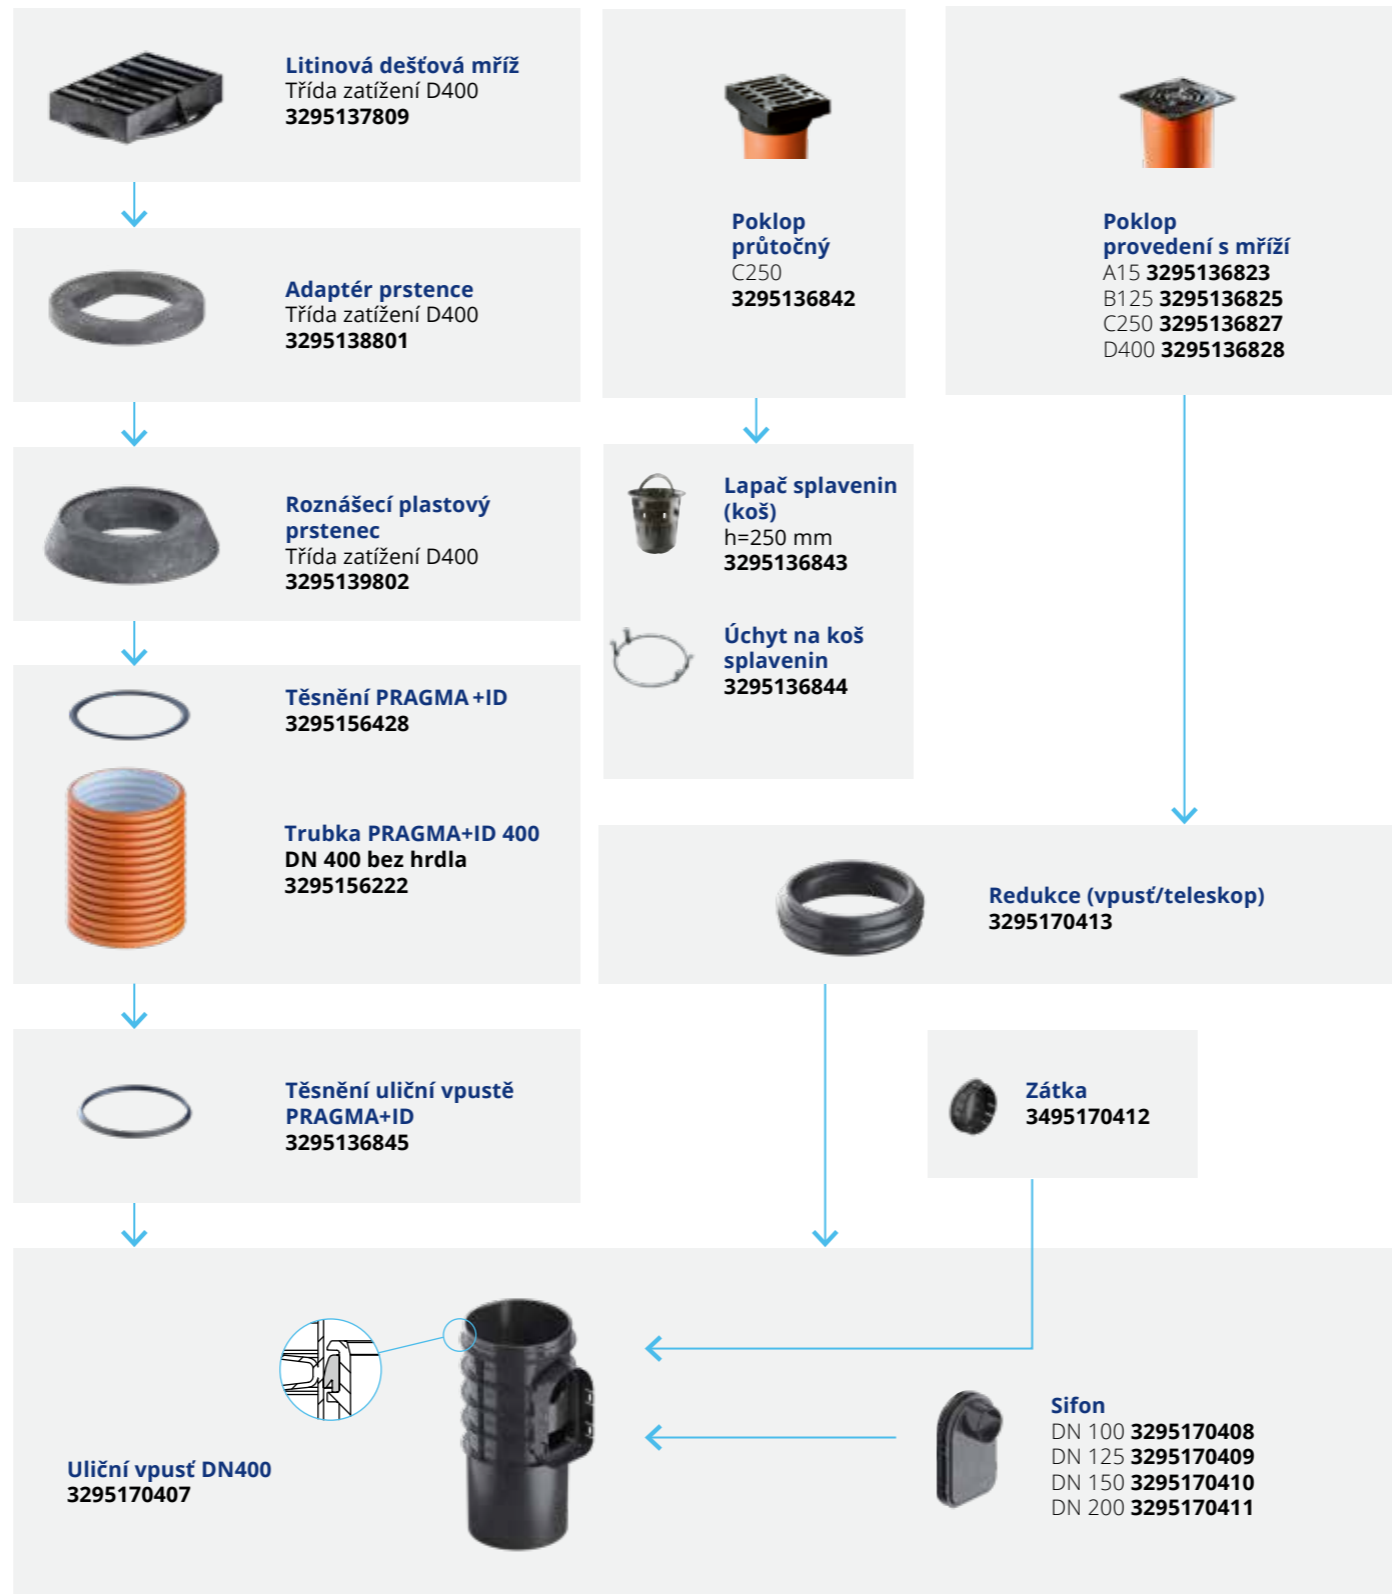 Litinová dešťová mříž
Třída zatížení D400
3295137809
Adaptér prstence
Třída zatížení D400
3295138801
Roznášecí plastový
prstenec
Třída zatížení D400
3295139802
Těsnění PRAGMA+ID
3295156428
Trubka PRAGMA+ID 400
DN 400 bez hrdla
3295156222
Těsnění uliční vpustě
PRAGMA+ID
3295136845
Poklop
průtočný
C250
3295136842
Lapač splavenin
(koš)
h=250 mm
3295136843
Úchyt na koš
splavenin
3295136844
Poklop
provedení s mříží
A15 3295136823
B125 3295136825
C250 3295136827
D400 3295136828
Redukce (vpusť/teleskop)
3295170413
Zátka
3495170412
Uliční vpusť DN400
3295170407
Sifon
DN 100 3295170408
DN 125 3295170409
DN 150 3295170410
DN 200 3295170411